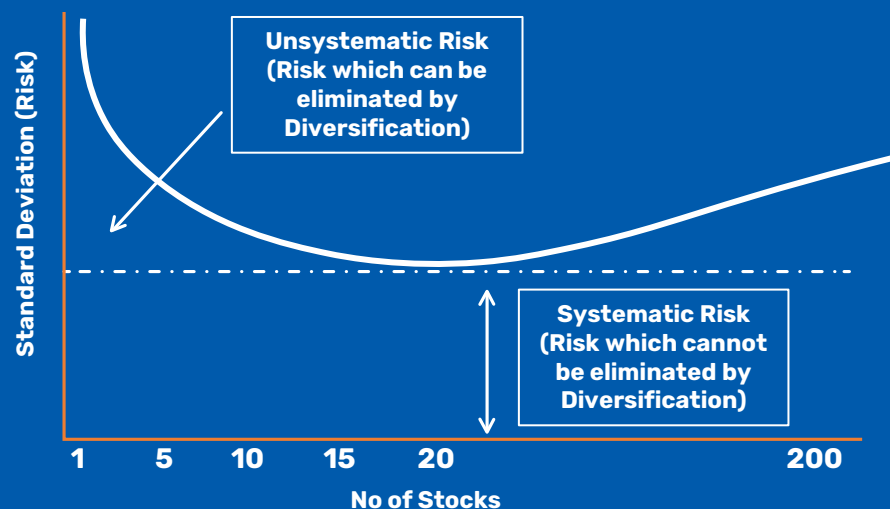 Standard Deviation (Risk)
Unsystematic Risk
(Risk which can be
eliminated by
Diversification)
Systematic Risk
(Risk which cannot
be eliminated by
Diversification)
1 5 10 15 20 200
No of Stocks